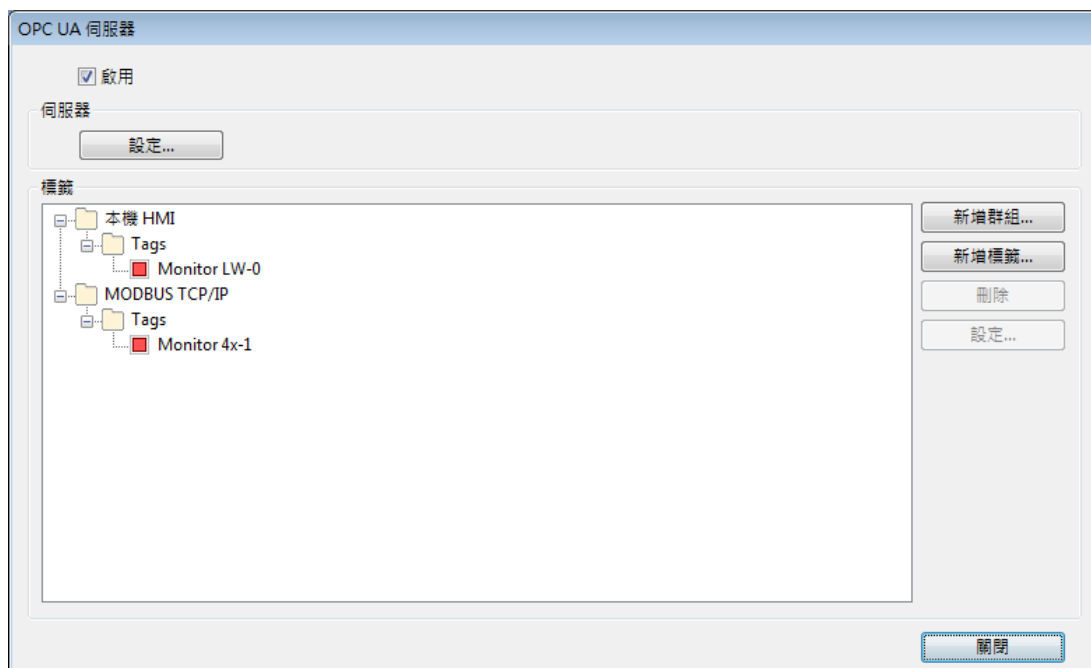 OPC UA 伺服器
啟用
伺服器
設定...
標籤
本機 HMI
Tags
Monitor LW-0
MODBUS TCP/IP
Tags
Monitor 4x-1
新增群組...
新增標籤...
刪除
設定...
關閉